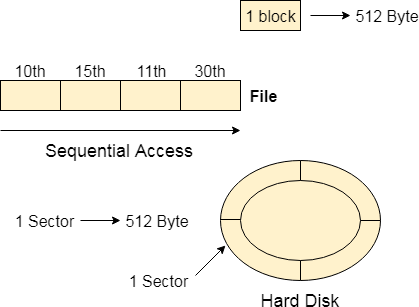 1 block 512 Byte
10th 15th 11th 30th
File
Sequential Access
1 Sector 512 Byte
1 Sector
Hard Disk